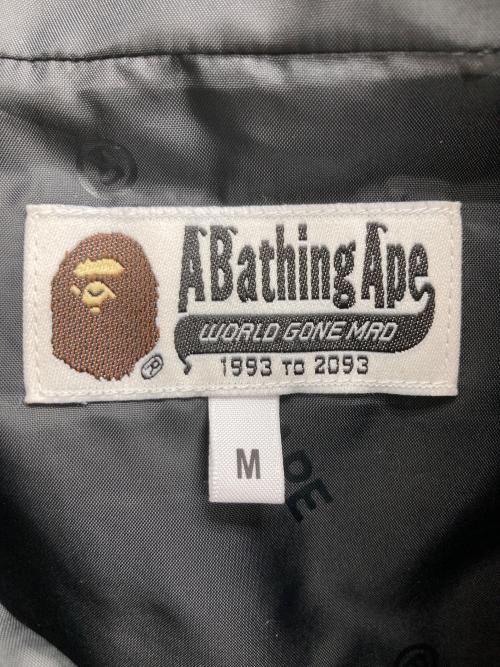 A Bathing Ape
WORLD GONE MAD
1993 TO 2093
®
M